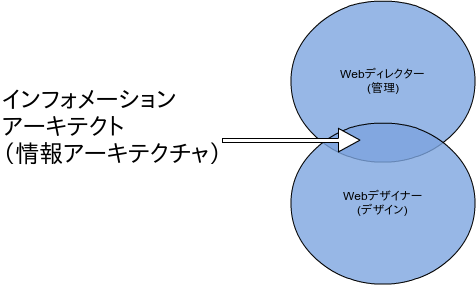 インフォメーション
アーキテクト
（情報アーキテクチャ）
Webディレクター
(管理)
Webデザイナー
(デザイン)